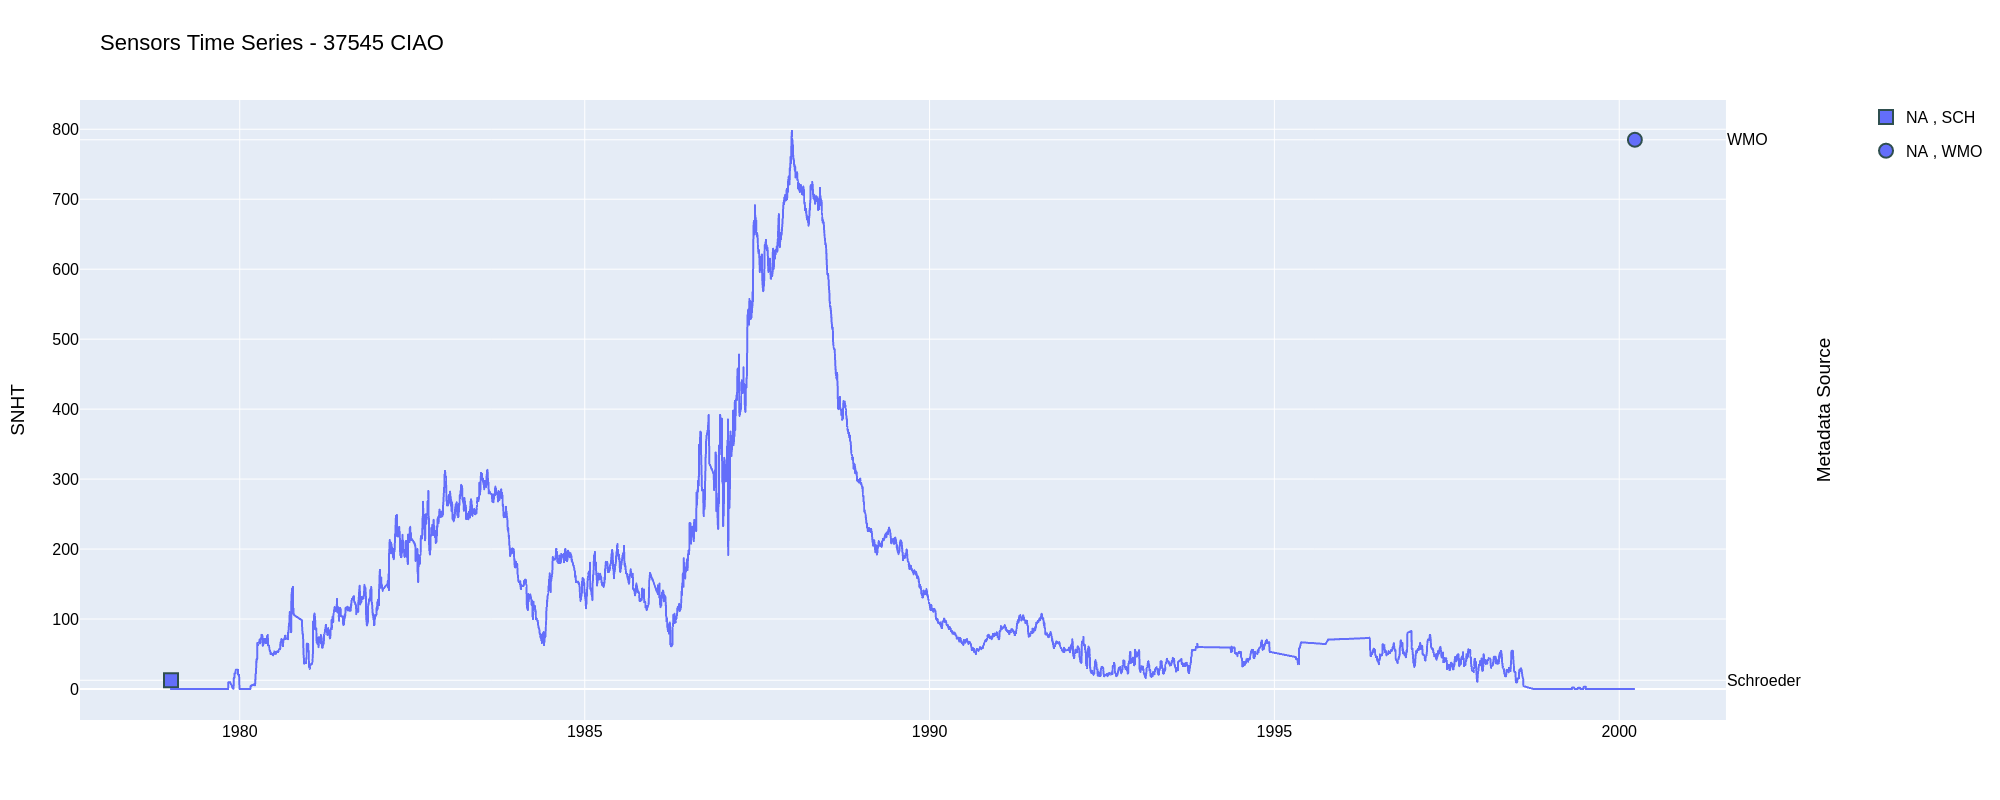 Sensors Time Series - 37545 CIAO
NA , SCH
NA , WMO
800
700
600
500
400
300
200
100
0
SNHT
1980
1985
1990
1995
2000
WMO
Schroeder
Metadata Source